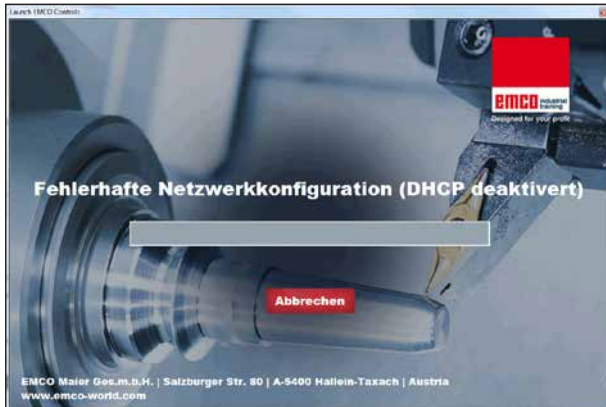 Launch EMCO Controls
emco industrial training
Designed for your profit
Fehlerhafte Netzwerkkonfiguration (DHCP deaktivert)
Abbrechen
EMCO Maier Ges.m.b.H. | Salzburger Str. 80 | A-5400 Hallein-Taxach | Austria
www.emco-world.com